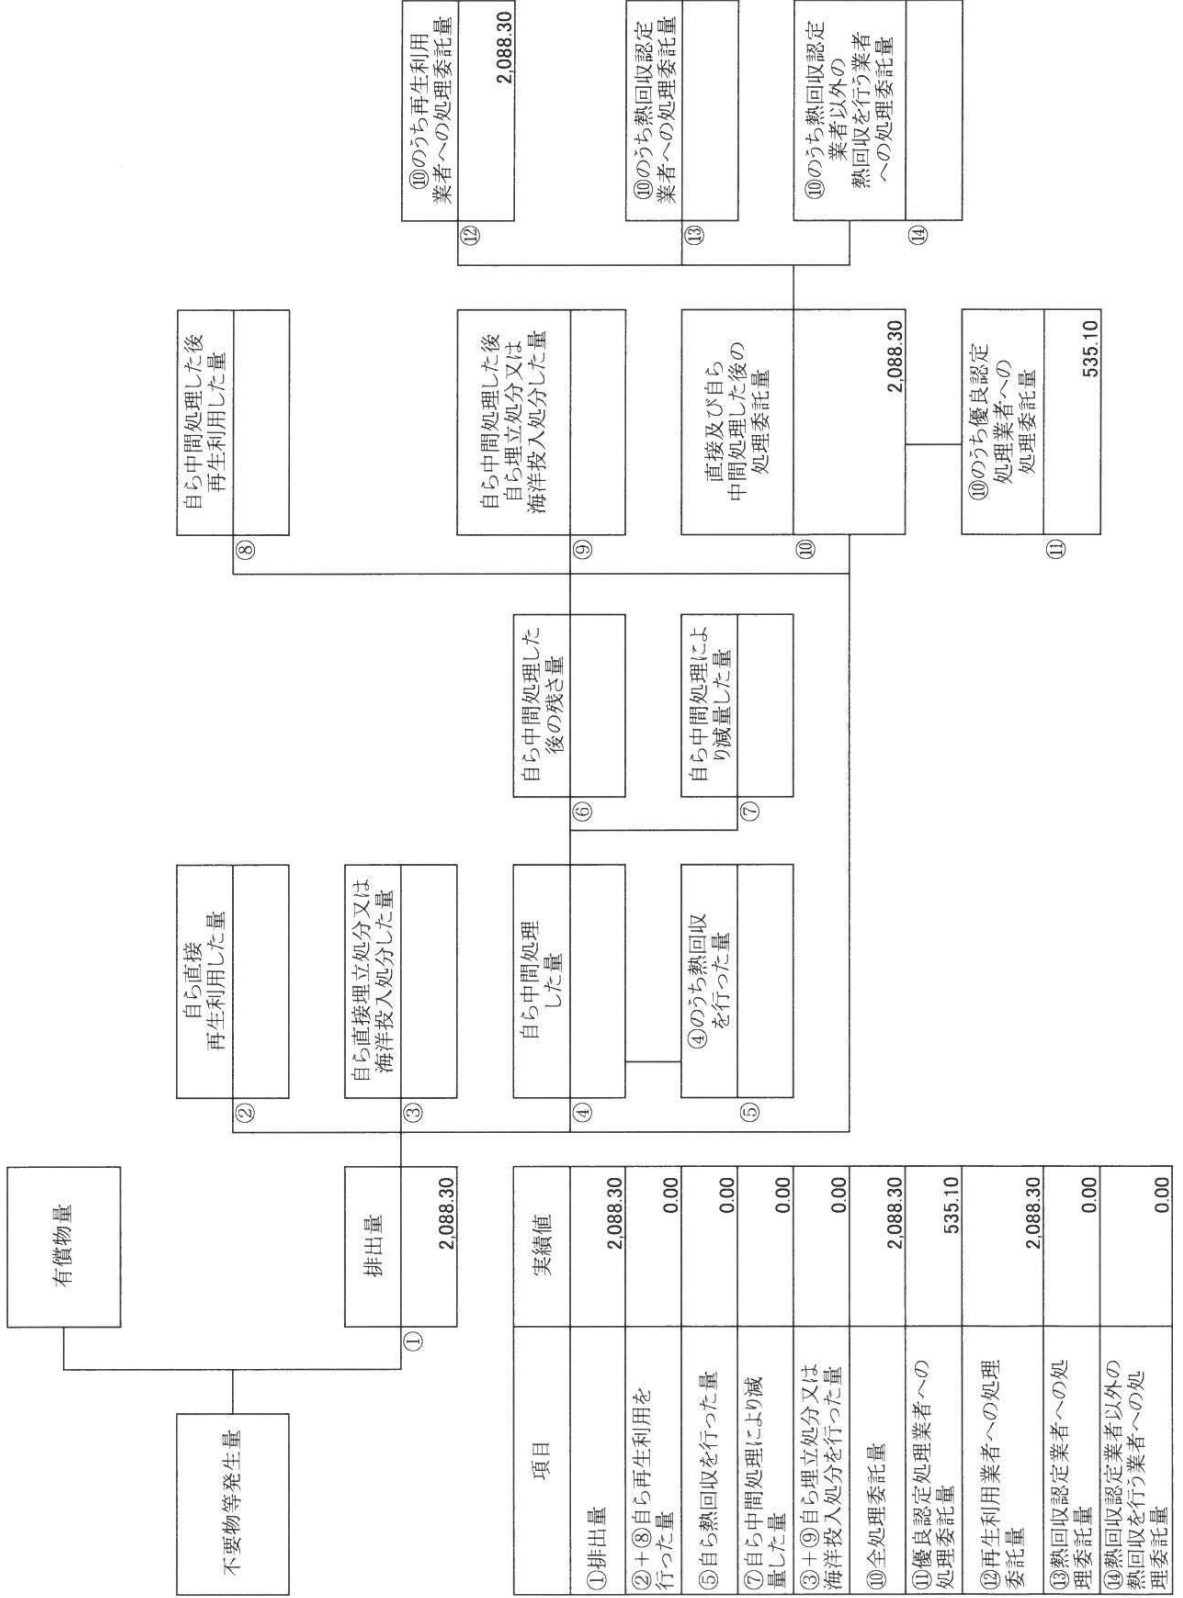 不要物等発生量
有償物量
排出量
①
2,088.30
自ら直接
再生利用した量
②
自ら直接埋立処分又は
海洋投入処分した量
③
自ら中間処理
した量
④
④のうち熱回収
を行った量
⑤
自ら中間処理した
後の残さ量
⑥
自ら中間処理によ
り減量した量
⑦
自ら中間処理した後
再生利用した量
⑧
自ら中間処理した後
自ら埋立処分又は
海洋投入処分した量
⑨
直接及び自ら
中間処理した後の
処理委託量
⑩
2,088.30
⑩のうち優良認定
処理業者への
処理委託量
⑪
535.10
⑩のうち再生利用
業者への処理委託量
⑫
2,088.30
⑩のうち熱回収認定
業者への処理委託量
⑬
⑩のうち熱回収認定
業者以外の
熱回収を行う業者
への処理委託量
⑭
項目 実績値
①排出量 2,088.30
②+⑧自ら再生利用を
行った量 0.00
⑤自ら熱回収を行った量 0.00
⑦自ら中間処理により減
量した量 0.00
③+⑨自ら埋立処分又は
海洋投入処分を行った量 0.00
⑩全処理委託量 2,088.30
⑪優良認定処理業者への
処理委託量 535.10
⑫再生利用業者への処理
委託量 2,088.30
⑬熱回収認定業者への処
理委託量 0.00
⑭熱回収認定業者以外の
熱回収を行う業者への処
理委託量 0.00